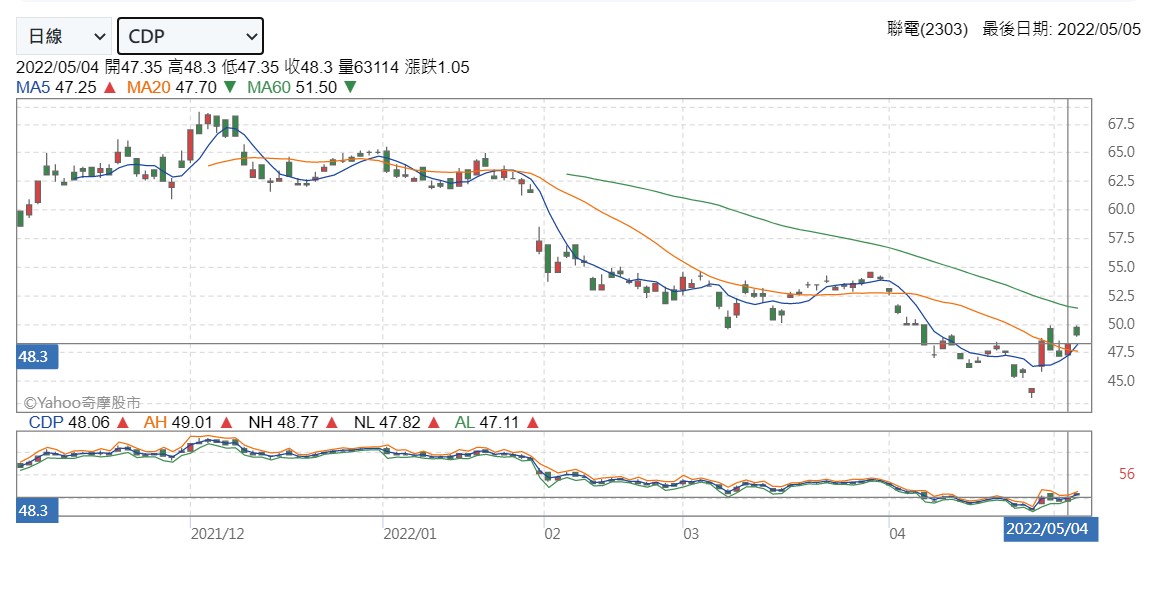 日線 CDP 聯電(2303) 最後日期: 2022/05/05
2022/05/04 開47.35 高48.3 低47.35 收48.3 量63114 漲跌1.05
MA5 47.25 ▲ MA20 47.70 ▼ MA60 51.50 ▼
67.5
65.0
62.5
60.0
57.5
55.0
52.5
50.0
48.3
47.5
45.0
©Yahoo奇摩股市
CDP 48.06 ▲ AH 49.01 ▲ NH 48.77 ▲ NL 47.82 ▲ AL 47.11 ▲
56
48.3
2021/12 2022/01 02 03 04 2022/05/04